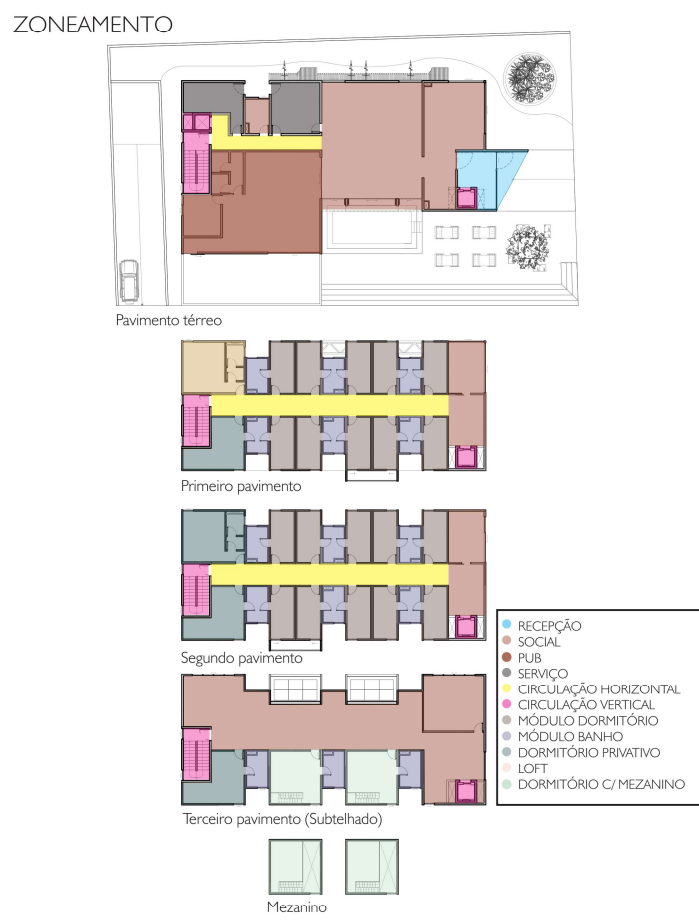 ZONEAMENTO
Pavimento térreo
Primeiro pavimento
Segundo pavimento
RECEPÇÃO
SOCIAL
PUB
SERVIÇO
CIRCULAÇÃO HORIZONTAL
CIRCULAÇÃO VERTICAL
MÓDULO DORMITÓRIO
MÓDULO BANHO
DORMITÓRIO PRIVATIVO
LOFT
DORMITÓRIO C/ MEZANINO
Terceiro pavimento (Subtelhado)
Mezanino